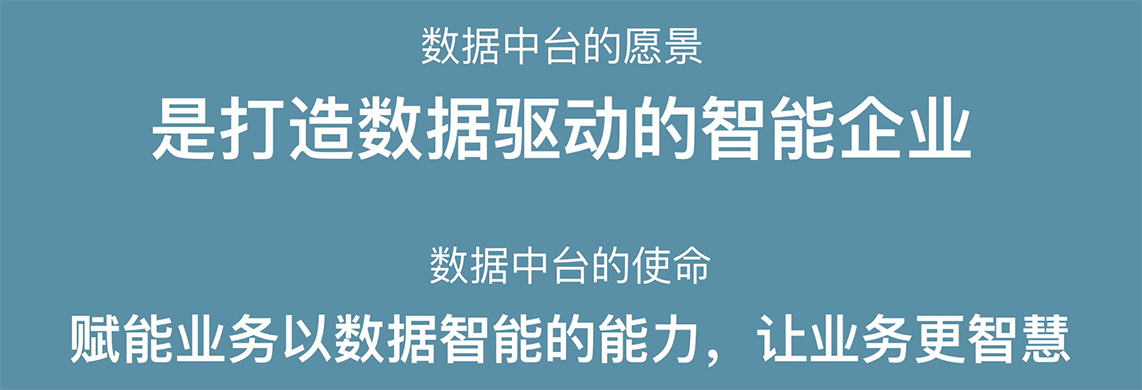 数据中台的愿景
是打造数据驱动的智能企业
数据中台的使命
赋能业务以数据智能的能力，让业务更智慧